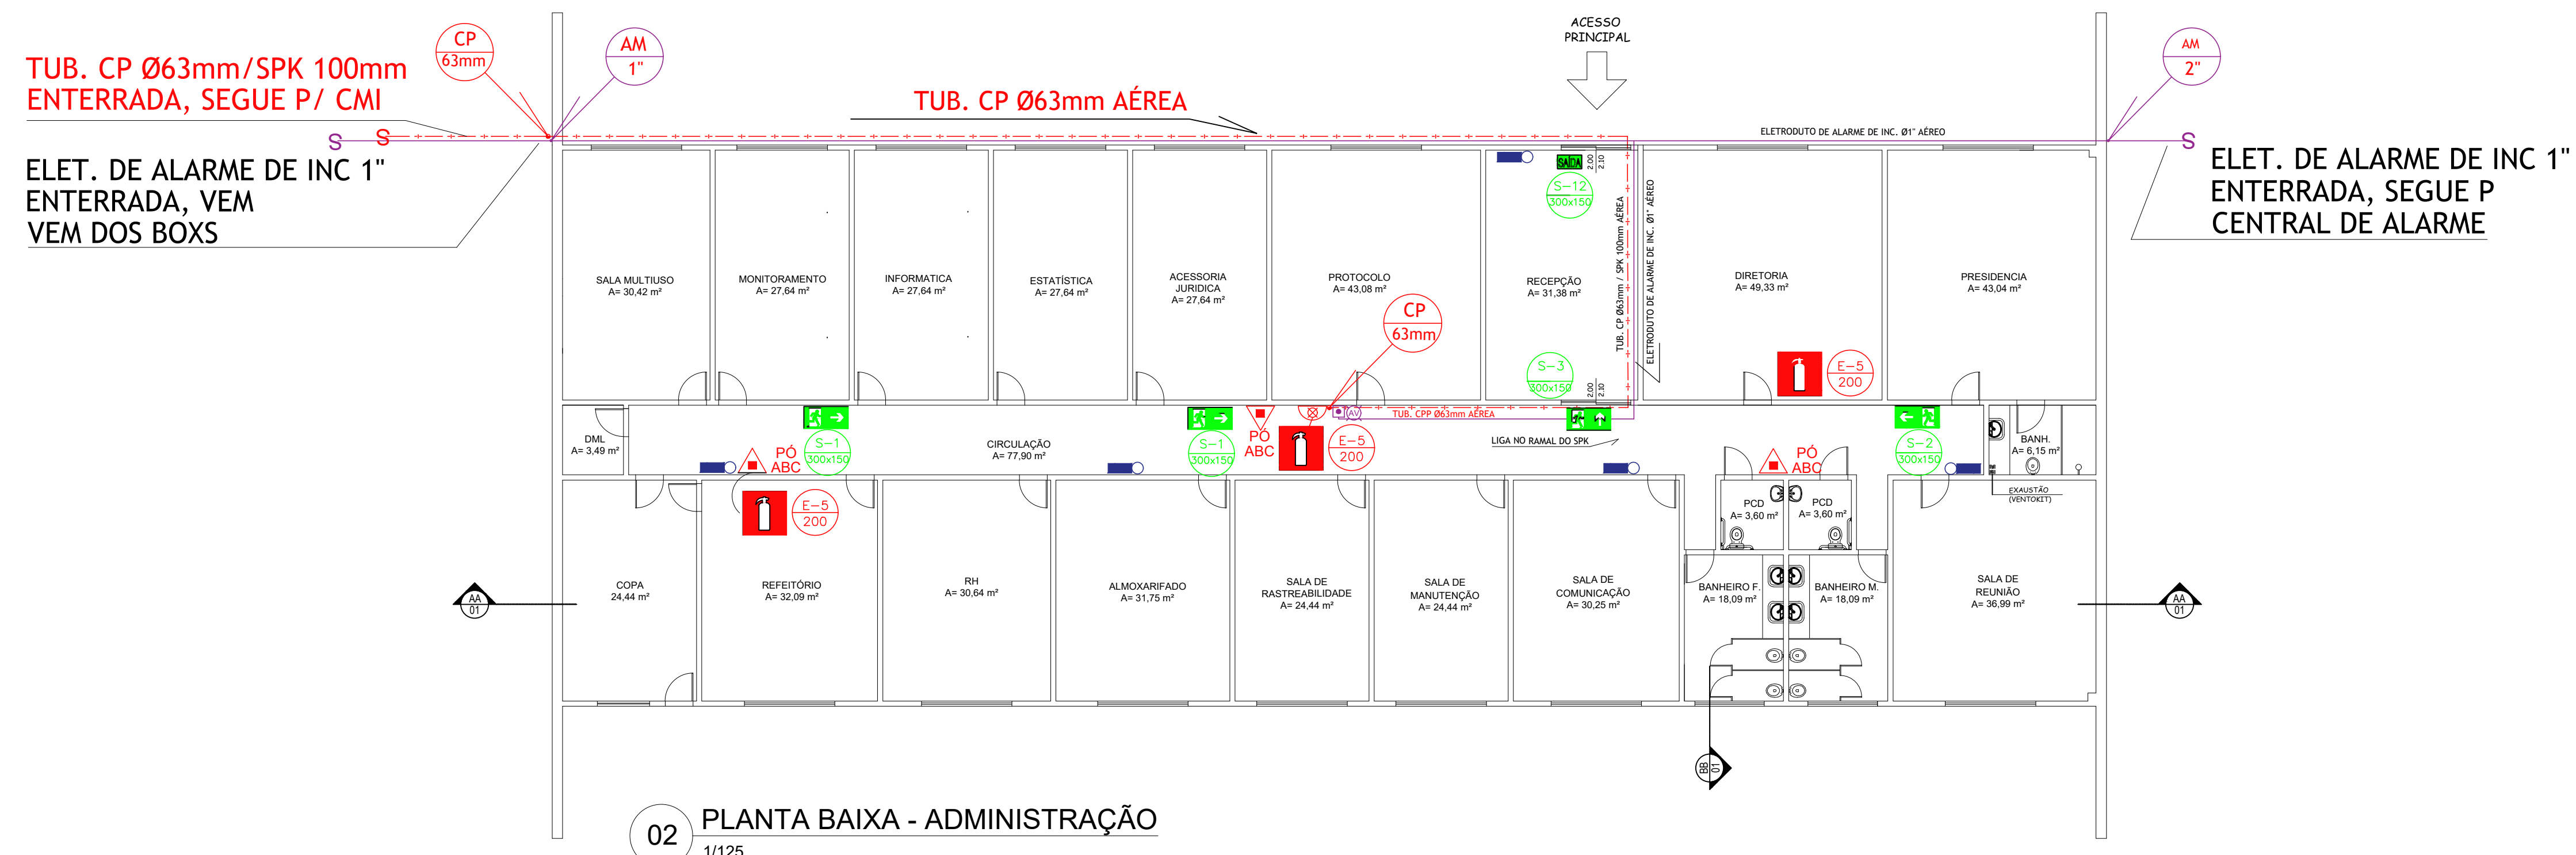 ACESSO
PRINCIPAL
CP
63mm
AM
1"
AM
2"
TUB. CP Ø63mm/SPK 100mm
ENTERRADA, SEGUE P/ CMI
TUB. CP Ø63mm AÉREA
ELETRODUTO DE ALARME DE INC. Ø1" AÉREO
S
S
S
ELET. DE ALARME DE INC 1"
ENTERRADA, VEM
VEM DOS BOXS
ELET. DE ALARME DE INC 1"
ENTERRADA, SEGUE P
CENTRAL DE ALARME
SAÍDA
2.00
2.10
S-12
300x150
TUB. CP Ø63mm / SPK 100mm AÉREA
ELETRODUTO DE ALARME DE INC. Ø1" AÉREO
SALA MULTIUSO
A= 30,42 m²
MONITORAMENTO
A= 27,64 m²
INFORMATICA
A= 27,64 m²
ESTATÍSTICA
A= 27,64 m²
ACESSORIA
JURIDICA
A= 27,64 m²
PROTOCOLO
A= 43,08 m²
RECEPÇÃO
A= 31,38 m²
DIRETORIA
A= 49,33 m²
PRESIDENCIA
A= 43,04 m²
CP
63mm
S-3
300x150
2.00
2.10
E-5
200
AV
TUB. CPP Ø63mm AÉREA
DML
A= 3,49 m²
PÓ
ABC
S-1
300x150
CIRCULAÇÃO
A= 77,90 m²
S-1
300x150
PÓ
ABC
E-5
200
LIGA NO RAMAL DO SPK
PÓ
ABC
S-2
300x150
BANH.
A= 6,15 m²
EXAUSTÃO
(VENTOKIT)
E-5
200
PCD
A= 3,60 m²
PCD
A= 3,60 m²
COPA
24,44 m²
REFEITÓRIO
A= 32,09 m²
RH
A= 30,64 m²
ALMOXARIFADO
A= 31,75 m²
SALA DE
RASTREABILIDADE
A= 24,44 m²
SALA DE
MANUTENÇÃO
A= 24,44 m²
SALA DE
COMUNICAÇÃO
A= 30,25 m²
BANHEIRO F.
A= 18,09 m²
BANHEIRO M.
A= 18,09 m²
SALA DE
REUNIÃO
A= 36,99 m²
AA
01
AA
01
BB
01
02
PLANTA BAIXA - ADMINISTRAÇÃO
1/125